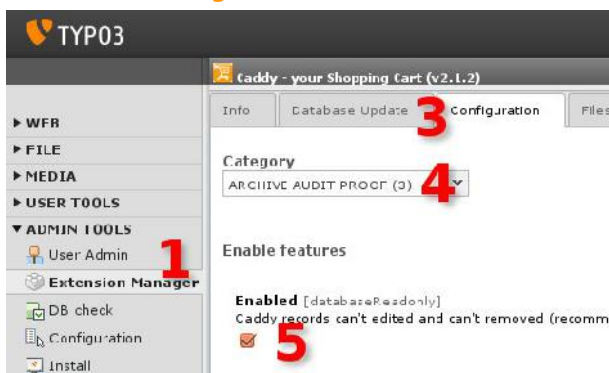 TYPO3
Caddy - your Shopping Cart (v2.1.2)
Info Database Update 3 Configuration Files
WEB
FILE
MEDIA
USER TOOLS
ADMIN TOOLS
User Admin
1
Extension Manager
DB check
Configuration
Install
Category
ARCHIVE AUDIT PROOF (3) 4
Enable features
Enabled [databaseReadonly]
Caddy records can't edited and can't removed (recomm
5